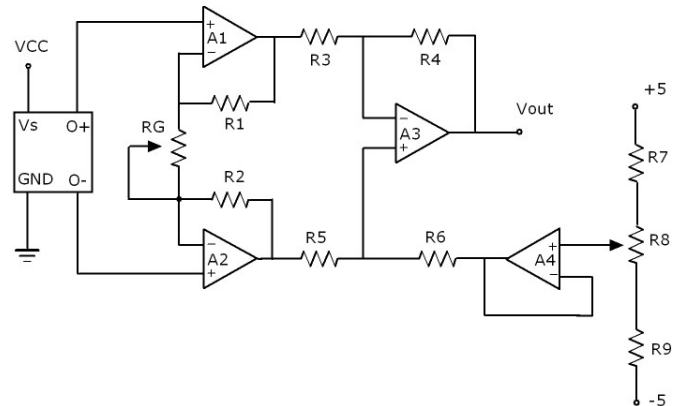 VCC
Vs O+
GND O-
+
A1
−
R1
RG
R2
−
A2
+
R3
R4
−
A3
+
Vout
R5
R6
+
A4
−
+5
R7
R8
R9
-5